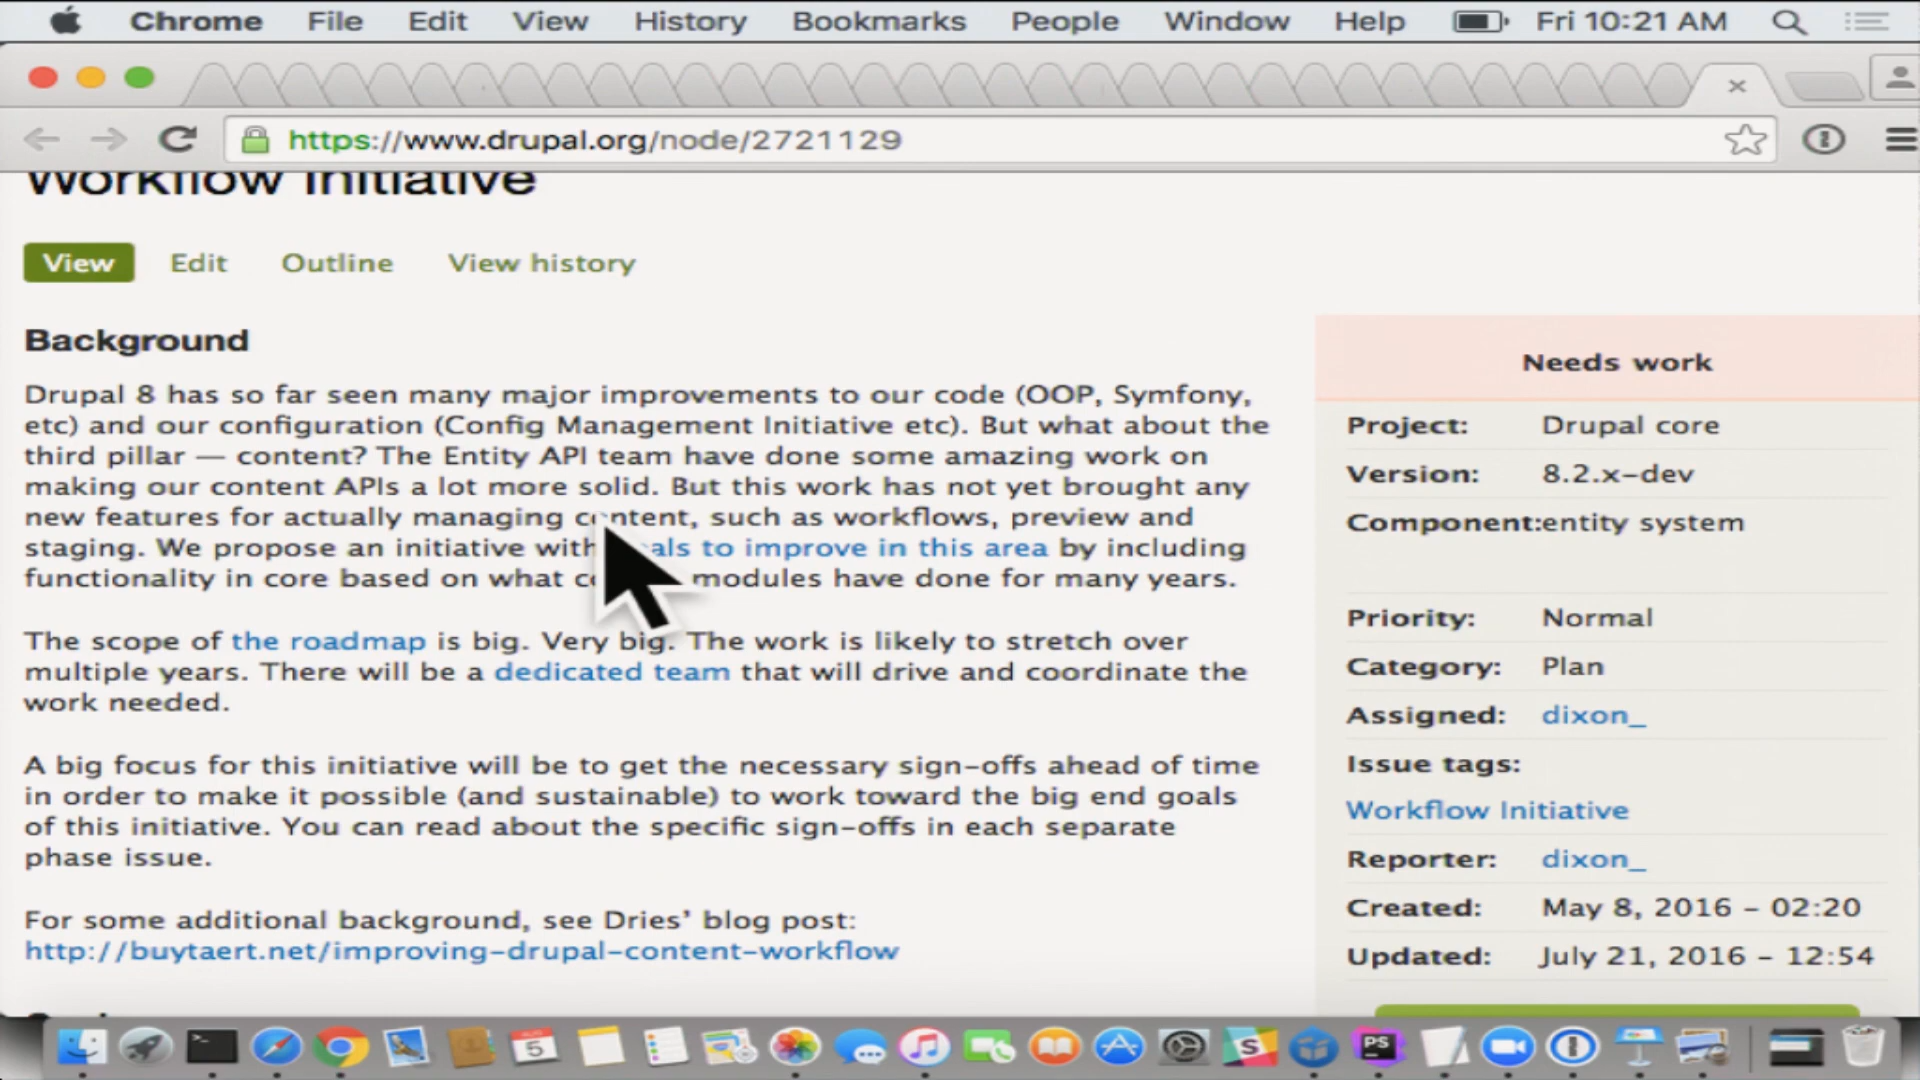 Chrome File Edit View History Bookmarks People Window Help Fri 10:21 AM
https://www.drupal.org/node/2721129
Workflow Initiative
View Edit Outline View history
Background
Drupal 8 has so far seen many major improvements to our code (OOP, Symfony,
etc) and our configuration (Config Management Initiative etc). But what about the
third pillar — content? The Entity API team have done some amazing work on
making our content APIs a lot more solid. But this work has not yet brought any
new features for actually managing content, such as workflows, preview and
staging. We propose an initiative with to improve in this area by including
functionality in core based on what modules have done for many years.
The scope of the roadmap is big. Very big. The work is likely to stretch over
multiple years. There will be a dedicated team that will drive and coordinate the
work needed.
A big focus for this initiative will be to get the necessary sign-offs ahead of time
in order to make it possible (and sustainable) to work toward the big end goals
of this initiative. You can read about the specific sign-offs in each separate
phase issue.
For some additional background, see Dries' blog post:
http://buytaert.net/improving-drupal-content-workflow
Needs work
Project: Drupal core
Version: 8.2.x-dev
Component:entity system
Priority: Normal
Category: Plan
Assigned: dixon_
Issue tags:
Workflow Initiative
Reporter: dixon_
Created: May 8, 2016 - 02:20
Updated: July 21, 2016 - 12:54
5
S
PS